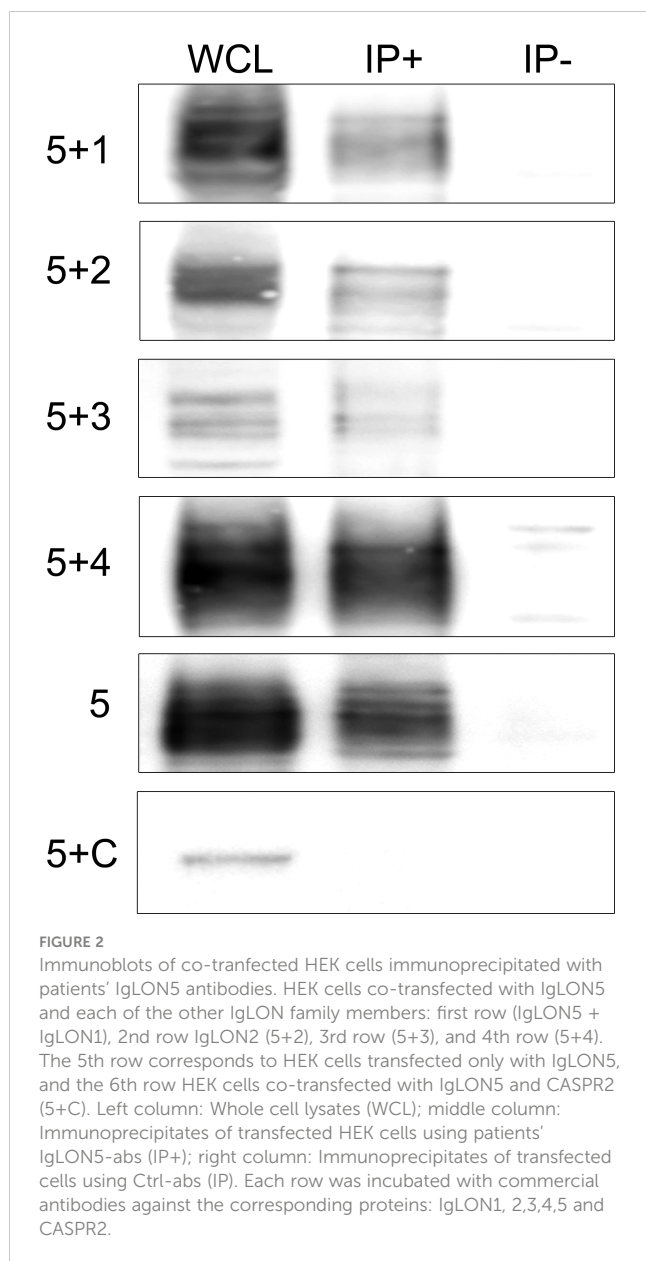 WCL IP+ IP-
5+1
5+2
5+3
5+4
5
5+C
FIGURE 2
Immunoblots of co-tranfected HEK cells immunoprecipitated with
patients' IgLON5 antibodies. HEK cells co-transfected with IgLON5
and each of the other IgLON family members: first row (IgLON5 +
IgLON1), 2nd row IgLON2 (5+2), 3rd row (5+3), and 4th row (5+4).
The 5th row corresponds to HEK cells transfected only with IgLON5,
and the 6th row HEK cells co-transfected with IgLON5 and CASPR2
(5+C). Left column: Whole cell lysates (WCL); middle column:
Immunoprecipitates of transfected HEK cells using patients'
IgLON5-abs (IP+); right column: Immunoprecipitates of transfected
cells using Ctrl-abs (IP). Each row was incubated with commercial
antibodies against the corresponding proteins: IgLON1, 2,3,4,5 and
CASPR2.